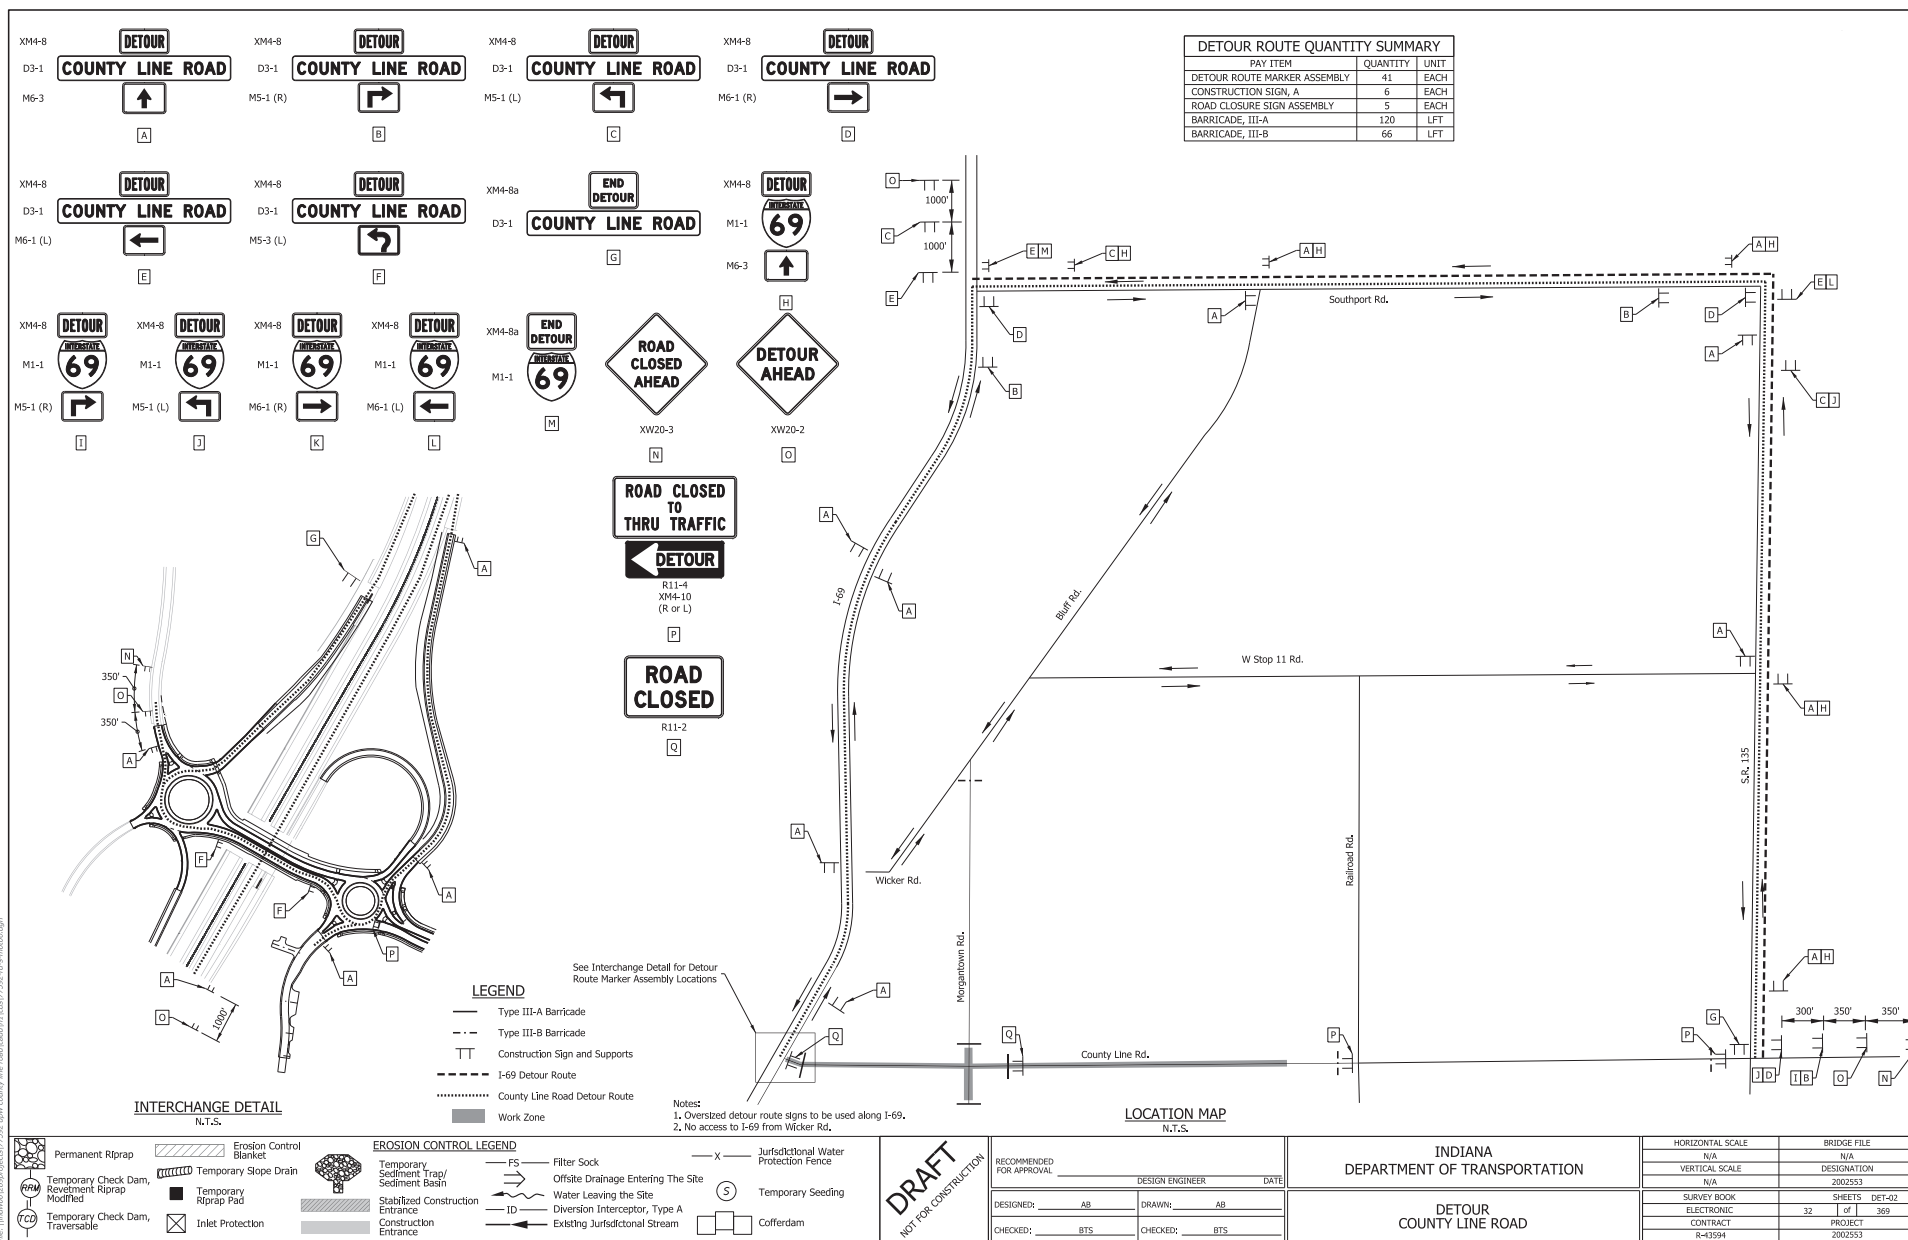 XM4-8
DETOUR
D3-1
COUNTY LINE ROAD
M6-3
A
XM4-8
DETOUR
D3-1
COUNTY LINE ROAD
M5-1 (R)
B
XM4-8
DETOUR
D3-1
COUNTY LINE ROAD
M5-1 (L)
C
XM4-8
DETOUR
D3-1
COUNTY LINE ROAD
M6-1 (R)
D
XM4-8
DETOUR
D3-1
COUNTY LINE ROAD
M6-1 (L)
E
XM4-8
DETOUR
D3-1
COUNTY LINE ROAD
M5-3 (L)
F
XM4-8a
END
DETOUR
D3-1
COUNTY LINE ROAD
G
XM4-8
DETOUR
M1-1
INTERSTATE
69
M6-3
H
XM4-8
DETOUR
M1-1
INTERSTATE
69
M5-1 (R)
I
XM4-8
DETOUR
M1-1
INTERSTATE
69
M5-1 (L)
J
XM4-8
DETOUR
M1-1
INTERSTATE
69
M6-1 (R)
K
XM4-8
DETOUR
M1-1
INTERSTATE
69
M6-1 (L)
L
XM4-8a
END
DETOUR
M1-1
INTERSTATE
69
M
ROAD
CLOSED
AHEAD
XW20-3
N
DETOUR
AHEAD
XW20-2
O
ROAD CLOSED
TO
THRU TRAFFIC
DETOUR
R11-4
XM4-10
(R or L)
P
ROAD
CLOSED
R11-2
Q
DETOUR ROUTE QUANTITY SUMMARY
PAY ITEM QUANTITY UNIT
DETOUR ROUTE MARKER ASSEMBLY 41 EACH
CONSTRUCTION SIGN, A 6 EACH
ROAD CLOSURE SIGN ASSEMBLY 5 EACH
BARRICADE, III-A 120 LFT
BARRICADE, III-B 66 LFT
G
A
N
350'
O
350'
A
F
F
A
P
A
A
O
1000'
INTERCHANGE DETAIL
N.T.S.
LEGEND
Type III-A Barricade
Type III-B Barricade
Construction Sign and Supports
I-69 Detour Route
County Line Road Detour Route
Work Zone
O
1000'
C
1000'
E
E M
C H
A H
A H
E L
D
A
Southport Rd.
B
D
A
B
C J
A
I-69
A
Bluff Rd.
W Stop 11 Rd.
A
A H
S.R. 135
A
Wicker Rd.
Railroad Rd.
Morgantown Rd.
See Interchange Detail for Detour
Route Marker Assembly Locations
A
Q
Q
County Line Rd.
P
P
G
A H
300'
350'
350'
J D
I B
O
N
Notes:
1. Oversized detour route signs to be used along I-69.
2. No access to I-69 from Wicker Rd.
LOCATION MAP
N.T.S.
EROSION CONTROL LEGEND
Permanent Riprap
RRM
Temporary Check Dam,
Revetment Riprap
Modified
TCD
Temporary Check Dam,
Traversable
Erosion Control
Blanket
Temporary Slope Drain
Temporary
Riprap Pad
Inlet Protection
Temporary
Sediment Trap/
Sediment Basin
Stabilized Construction
Entrance
Construction
Entrance
FS
Filter Sock
Offsite Drainage Entering The Site
Water Leaving the Site
ID
Diversion Interceptor, Type A
Existing Jurisdictonal Stream
X
Jurisdictional Water
Protection Fence
S
Temporary Seeding
Cofferdam
DRAFT
NOT FOR CONSTRUCTION
RECOMMENDED
FOR APPROVAL
DESIGN ENGINEER DATE
DESIGNED: AB DRAWN: AB
CHECKED: BTS CHECKED: BTS
INDIANA
DEPARTMENT OF TRANSPORTATION
DETOUR
COUNTY LINE ROAD
HORIZONTAL SCALE BRIDGE FILE
N/A N/A
VERTICAL SCALE DESIGNATION
N/A 2002553
SURVEY BOOK SHEETS DET-02
ELECTRONIC 32 of 369
CONTRACT PROJECT
R-43594 2002553